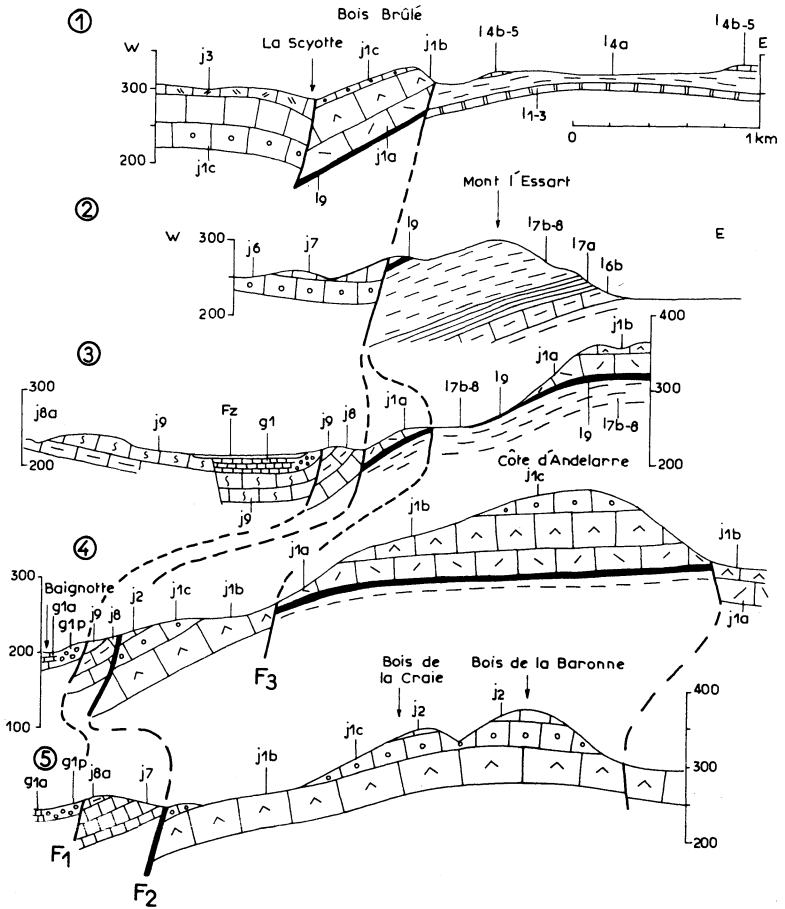 ① Bois Brûlé
W j3 La Scyotte j1c j1b l4b-5 l4a l4b-5 E
300
200
j1c l9 j1a l1-3 0 1km
② Mont l'Essart
W 300 j6 j7 l9 l7b-8 l7a l6b E
200
③ 400
j1b
300 j1a 300
j8a j9 Fz g1 j9 j8 j1a l7b-8 l9
200 j9 l9 l7b-8 200
Côte d'Andelarre
④ j1c
j1b
j1a j1b
300 Baignotte
g1a g1p j9 j8 j2 j1c j1b
200 j1a
F3
100
Bois de la Craie Bois de la Baronne
j2 j2 400
⑤ j1c
g1a g1p j8a j7 j1b 300
F1 200
F2